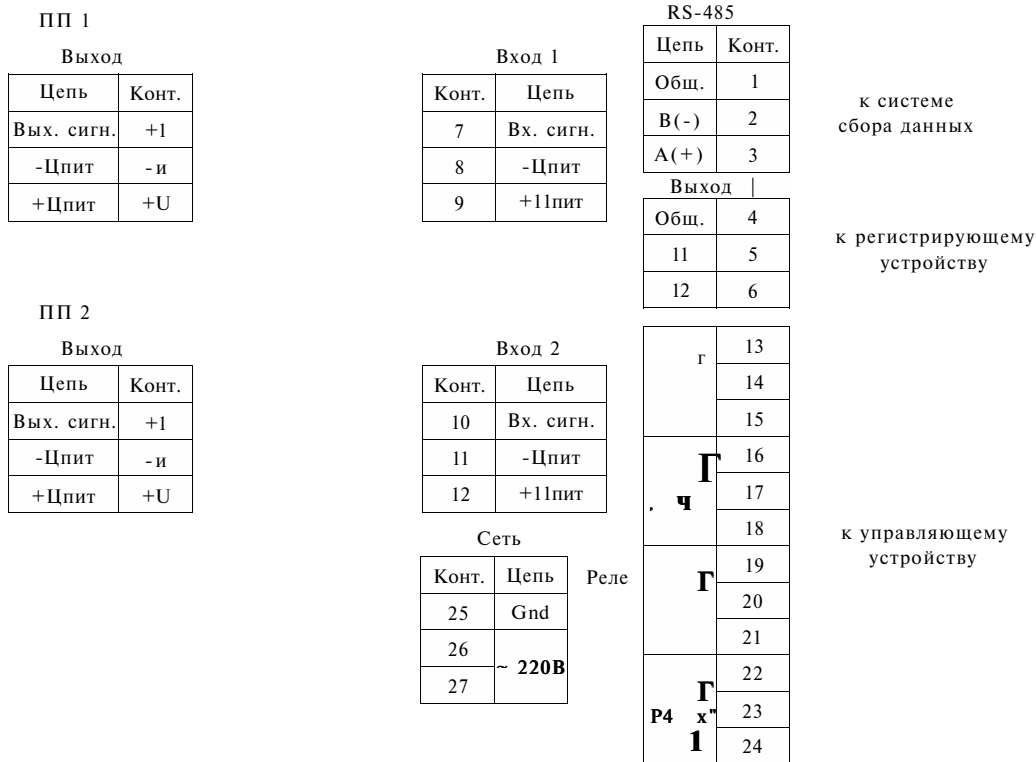 ПП 1
Выход
Цепь Конт.
Вых. сигн. +1
-Цпит -и
+Цпит +U
Вход 1
Конт. Цепь
7 Вх. сигн.
8 -Цпит
9 +11пит
RS-485
Цепь Конт.
Общ. 1
В(-) 2
А(+) 3
к системе
сбора данных
Выход |
Общ. 4
11 5
12 6
к регистрирующему
устройству
ПП 2
Выход
Цепь Конт.
Вых. сигн. +1
-Цпит -и
+Цпит +U
Вход 2
Конт. Цепь
10 Вх. сигн.
11 -Цпит
12 +11пит
Сеть
Конт. Цепь
25 Gnd
26
27
~ 220В
Реле
г 13
14
15
Г 16
. ч 17
18
Г 19
20
21
Г 22
Р4 х" 23
1 24
к управляющему
устройству